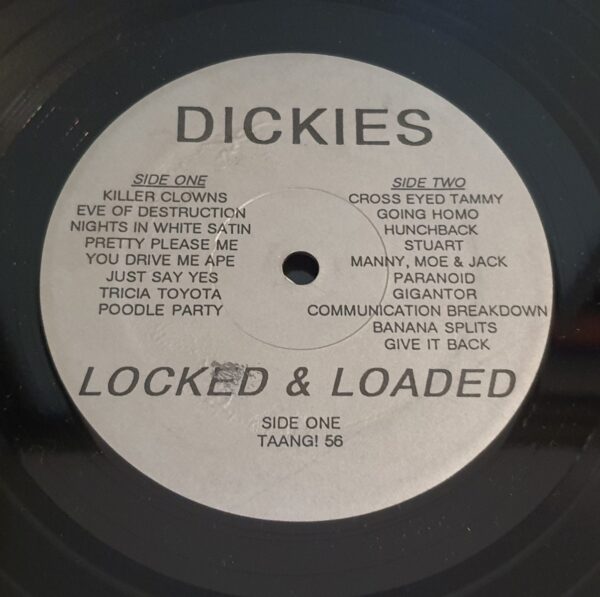 DICKIES
SIDE ONE
KILLER CLOWNS
EVE OF DESTRUCTION
NIGHTS IN WHITE SATIN
PRETTY PLEASE ME
YOU DRIVE ME APE
JUST SAY YES
TRICIA TOYOTA
POODLE PARTY
SIDE TWO
CROSS EYED TAMMY
GOING HOMO
HUNCHBACK
STUART
MANNY, MOE & JACK
PARANOID
GIGANTOR
COMMUNICATION BREAKDOWN
BANANA SPLITS
GIVE IT BACK
LOCKED & LOADED
SIDE ONE
TAANG! 56